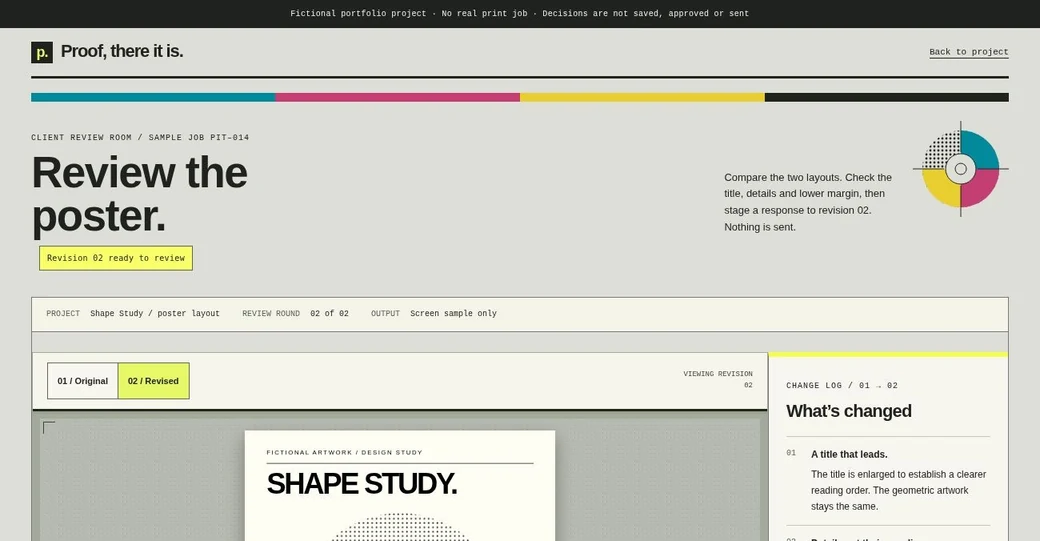 Fictional portfolio project · No real print job · Decisions are not saved, approved or sent
p. Proof, there it is.
Back to project
CLIENT REVIEW ROOM / SAMPLE JOB PIT–014
Review the
poster.
Revision 02 ready to review
Compare the two layouts. Check the
title, details and lower margin, then
stage a response to revision 02.
Nothing is sent.
PROJECT Shape Study / poster layout REVIEW ROUND 02 of 02 OUTPUT Screen sample only
01 / Original 02 / Revised
VIEWING REVISION
02
FICTIONAL ARTWORK / DESIGN STUDY
SHAPE STUDY.
CHANGE LOG / 01 → 02
What’s changed
01 A title that leads.
The title is enlarged to establish a clearer
reading order. The geometric artwork
stays the same.